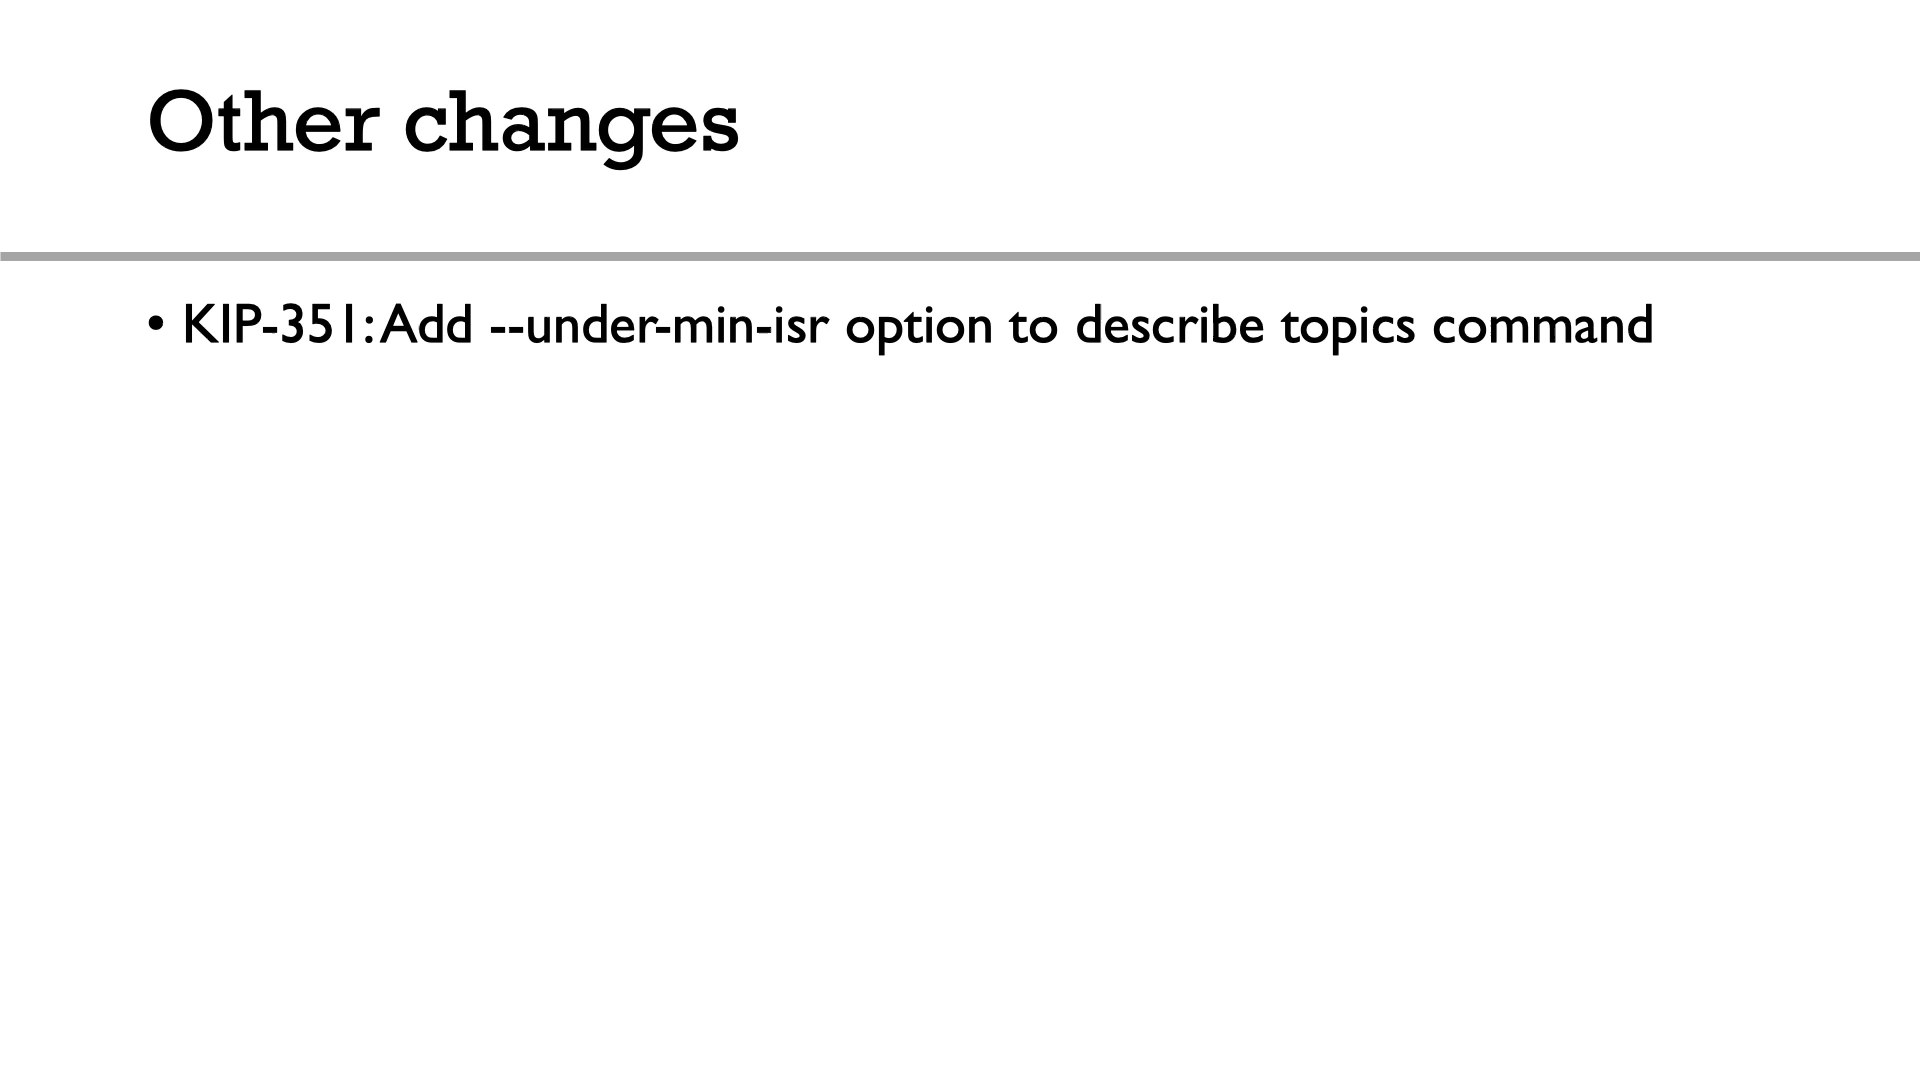 Other changes
• KIP-351: Add --under-min-isr option to describe topics command